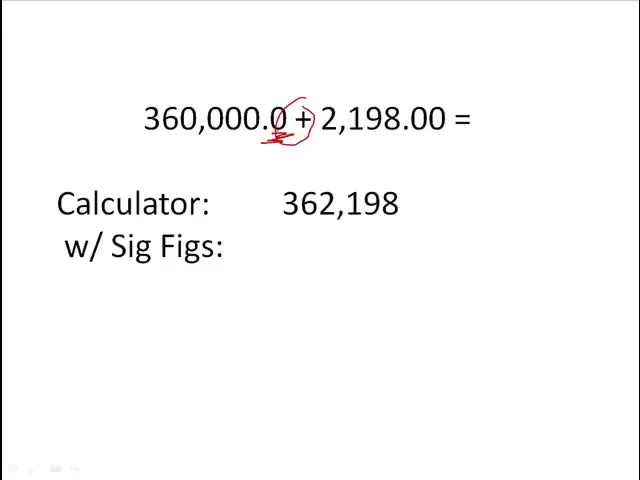 360,000.0 + 2,198.00 =
Calculator: 362,198
w/ Sig Figs: